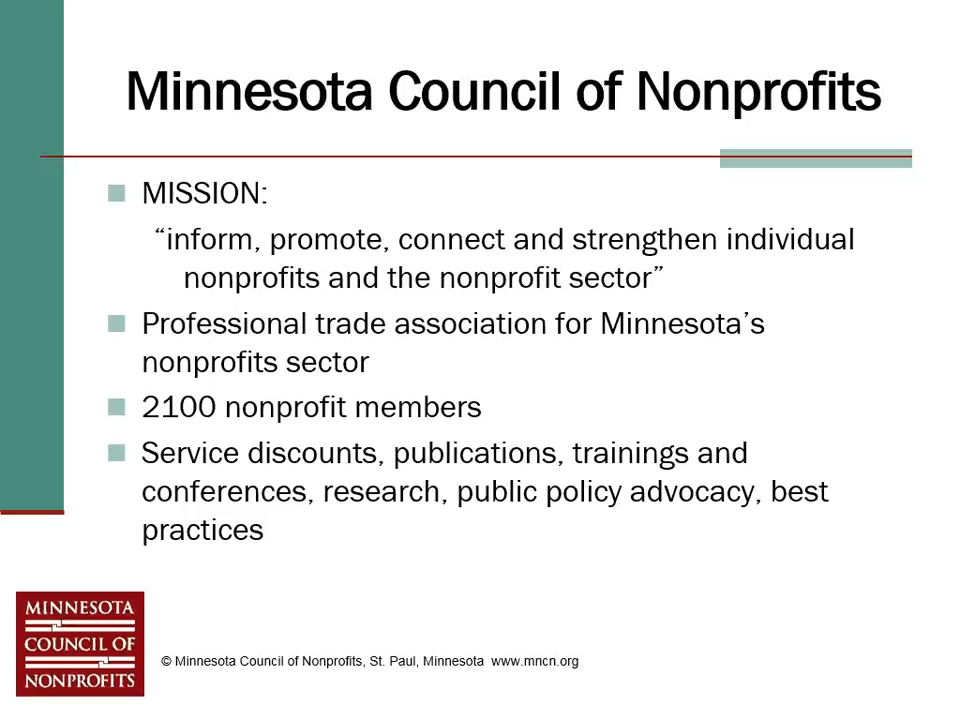 Minnesota Council of Nonprofits
MISSION:
“inform, promote, connect and strengthen individual
nonprofits and the nonprofit sector”
Professional trade association for Minnesota’s
nonprofits sector
2100 nonprofit members
Service discounts, publications, trainings and
conferences, research, public policy advocacy, best
practices
MINNESOTA
COUNCIL OF
NONPROFITS
© Minnesota Council of Nonprofits, St. Paul, Minnesota www.mncn.org